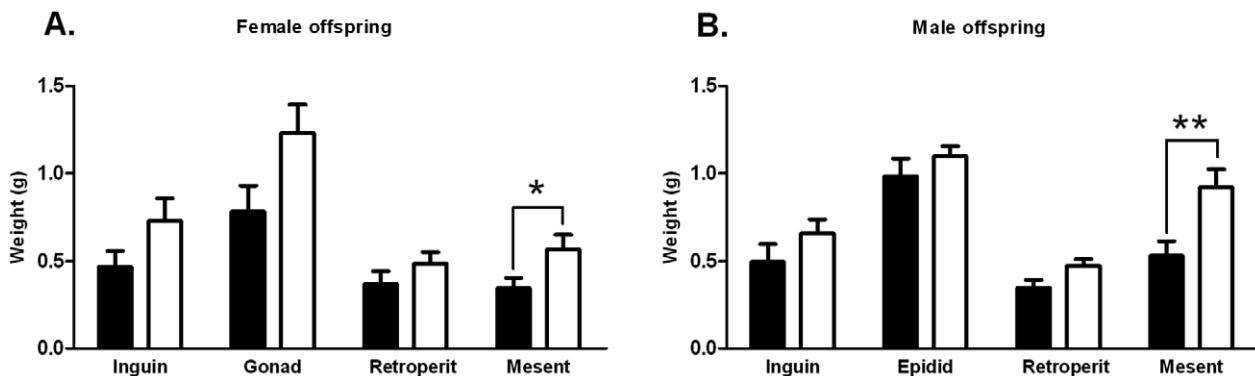 A.
Female offspring
Weight (g)
1.5
1.0
0.5
0.0
*
Inguin Gonad Retroperit Mesent
B.
Male offspring
Weight (g)
1.5
1.0
0.5
0.0
**
Inguin Epidid Retroperit Mesent